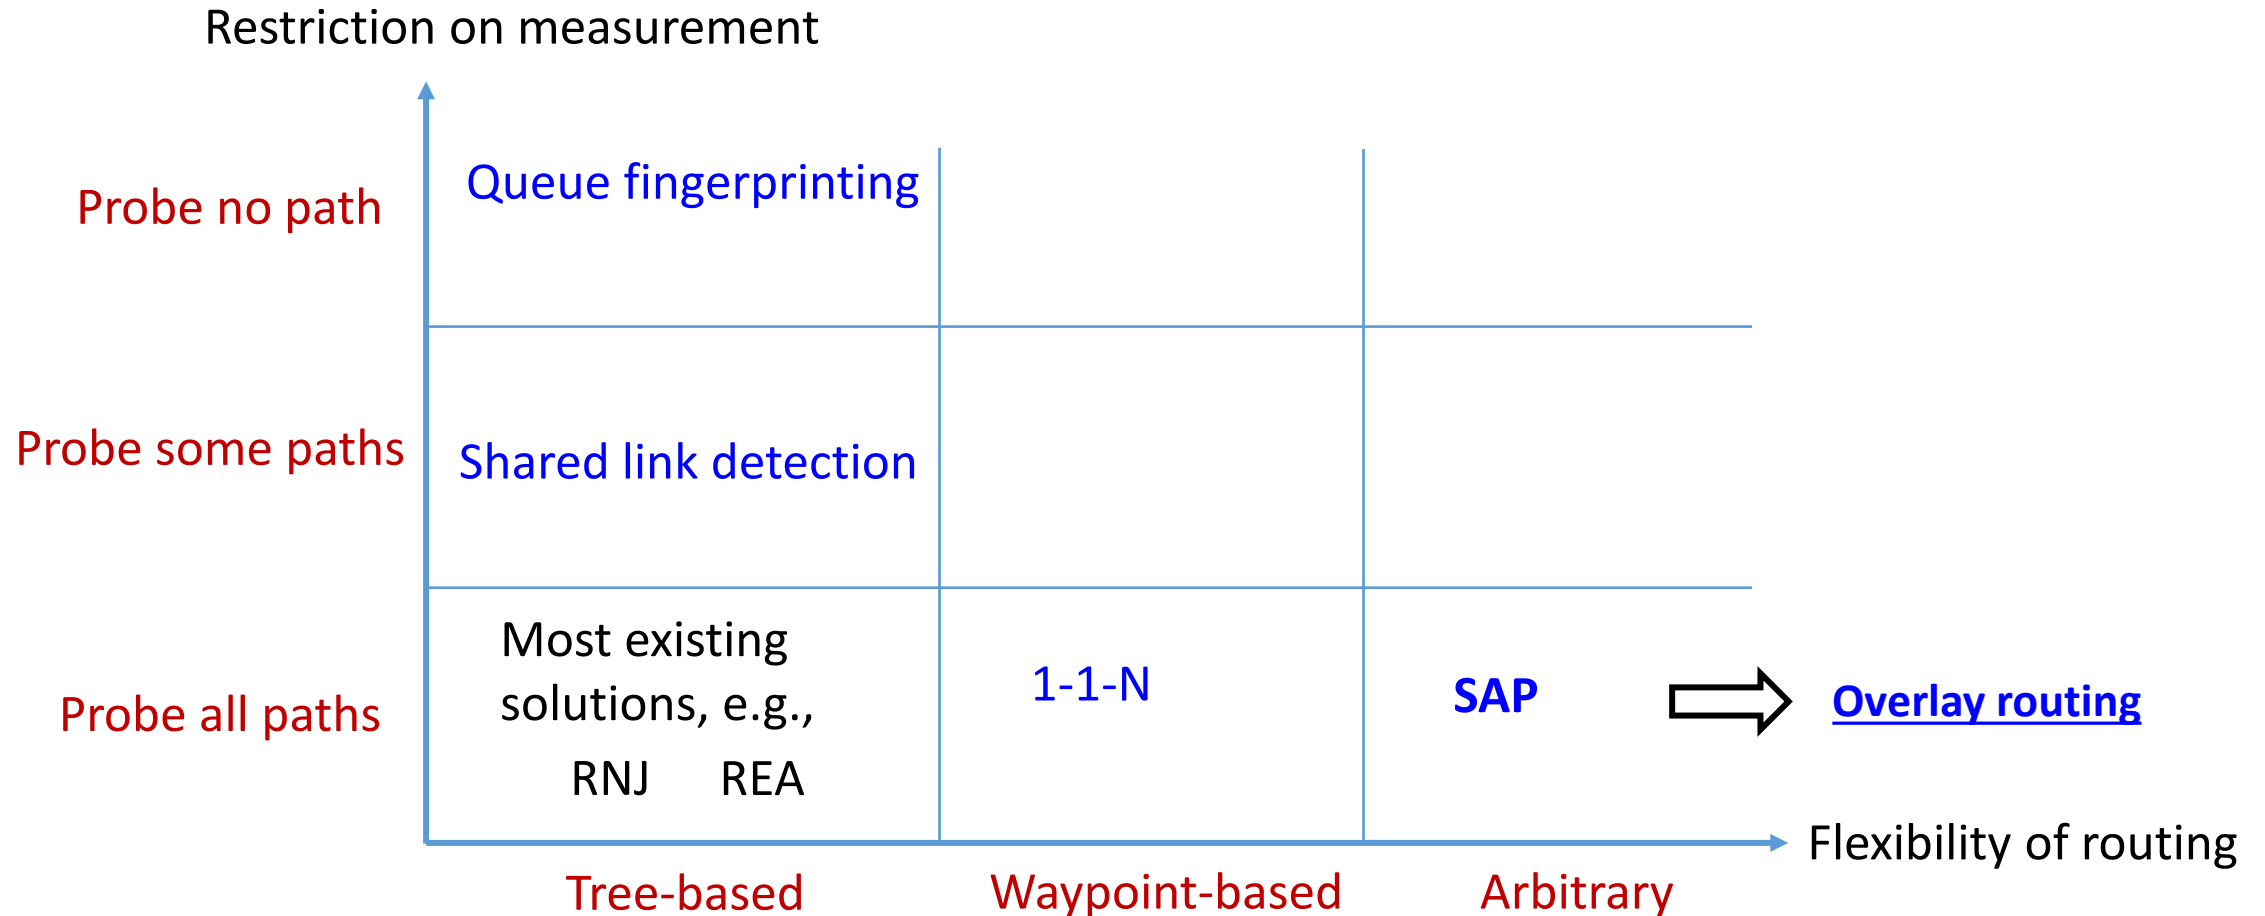 Restriction on measurement
Probe no path
Queue fingerprinting
Probe some paths
Shared link detection
Probe all paths
Most existing
solutions, e.g.,
RNJ REA
1-1-N
SAP
Overlay routing
Flexibility of routing
Tree-based
Waypoint-based
Arbitrary